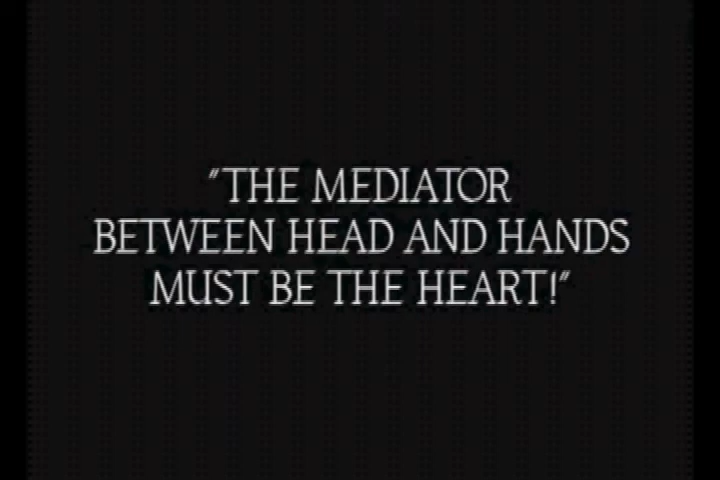 "THE MEDIATOR
BETWEEN HEAD AND HANDS
MUST BE THE HEART!"